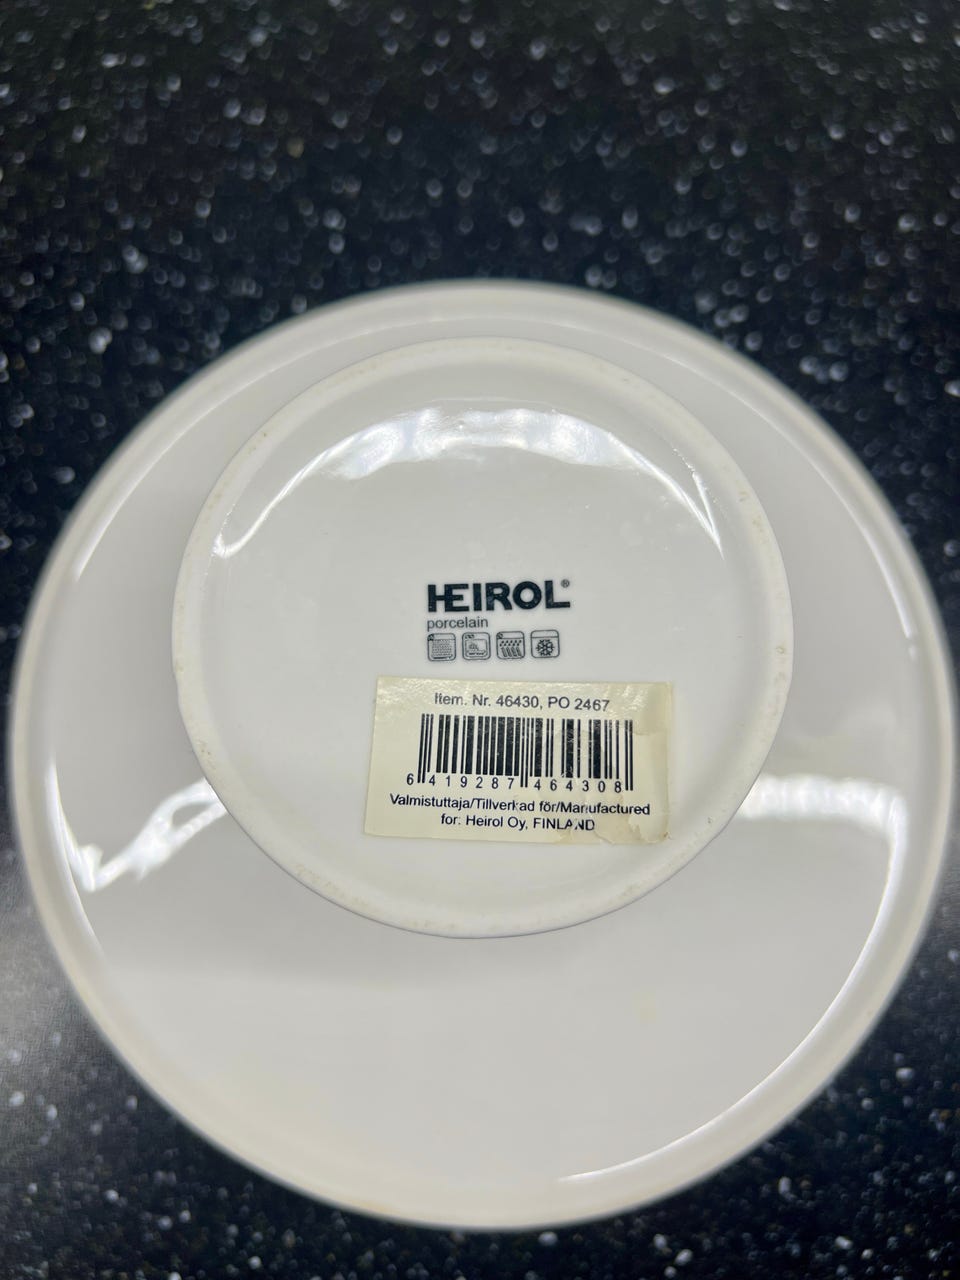 HEIROL®
porcelain
Item. Nr. 46430, PO 2467
6 419287 464308
Valmistuttaja/Tillverkad för/Manufactured
for: Heirol Oy, FINLAND